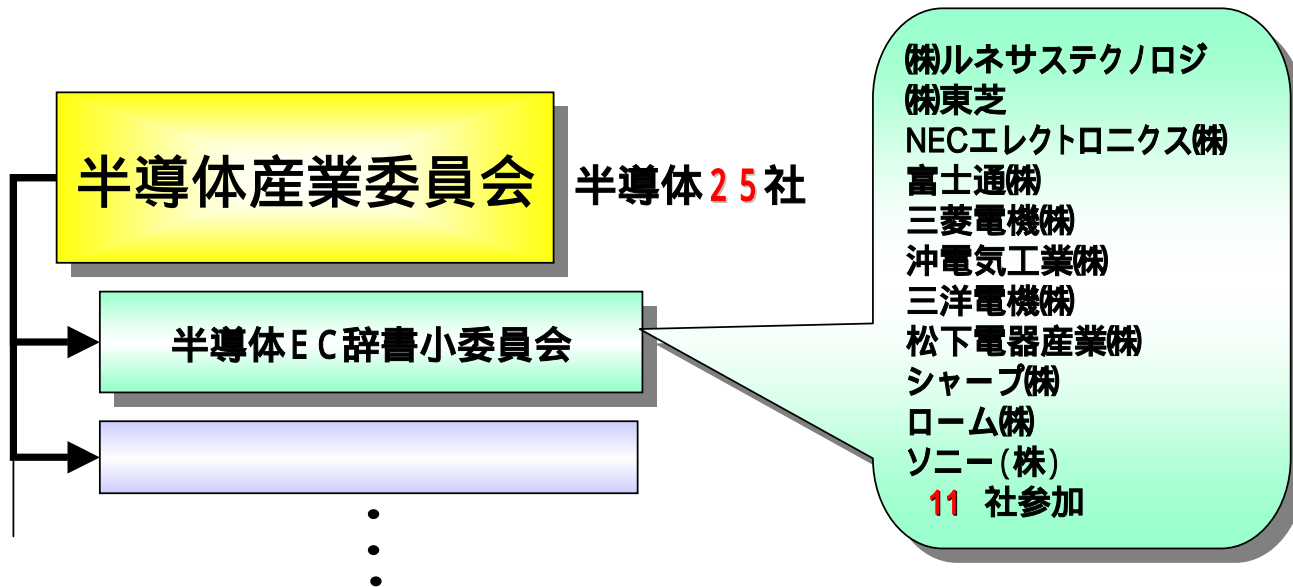 半導体産業委員会
半導体25社
半導体EC辞書小委員会
㈱ルネサステクノロジ
㈱東芝
NECエレクトロニクス㈱
富士通㈱
三菱電機㈱
沖電気工業㈱
三洋電機㈱
松下電器産業㈱
シャープ㈱
ローム㈱
ソニー(株)
11 社参加